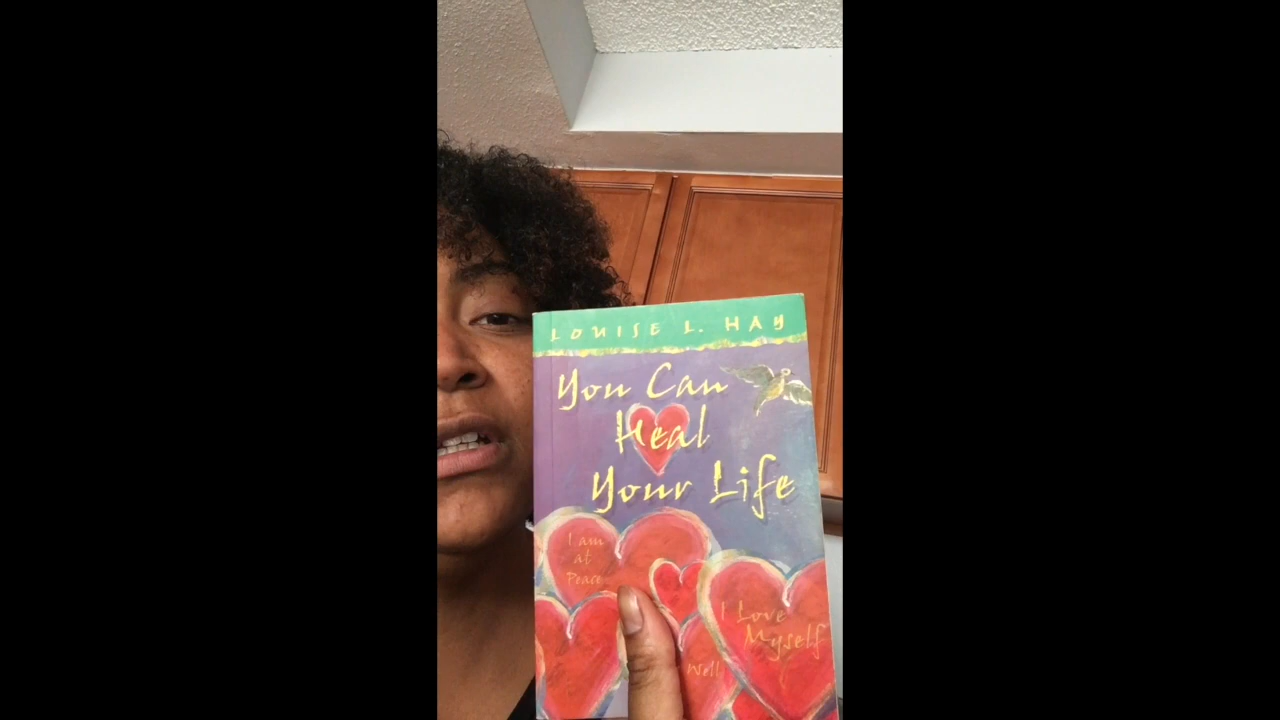 LOUISE L. HAY
You Can
Heal
Your Life
I am
at
Peace
I Love
Myself
Well